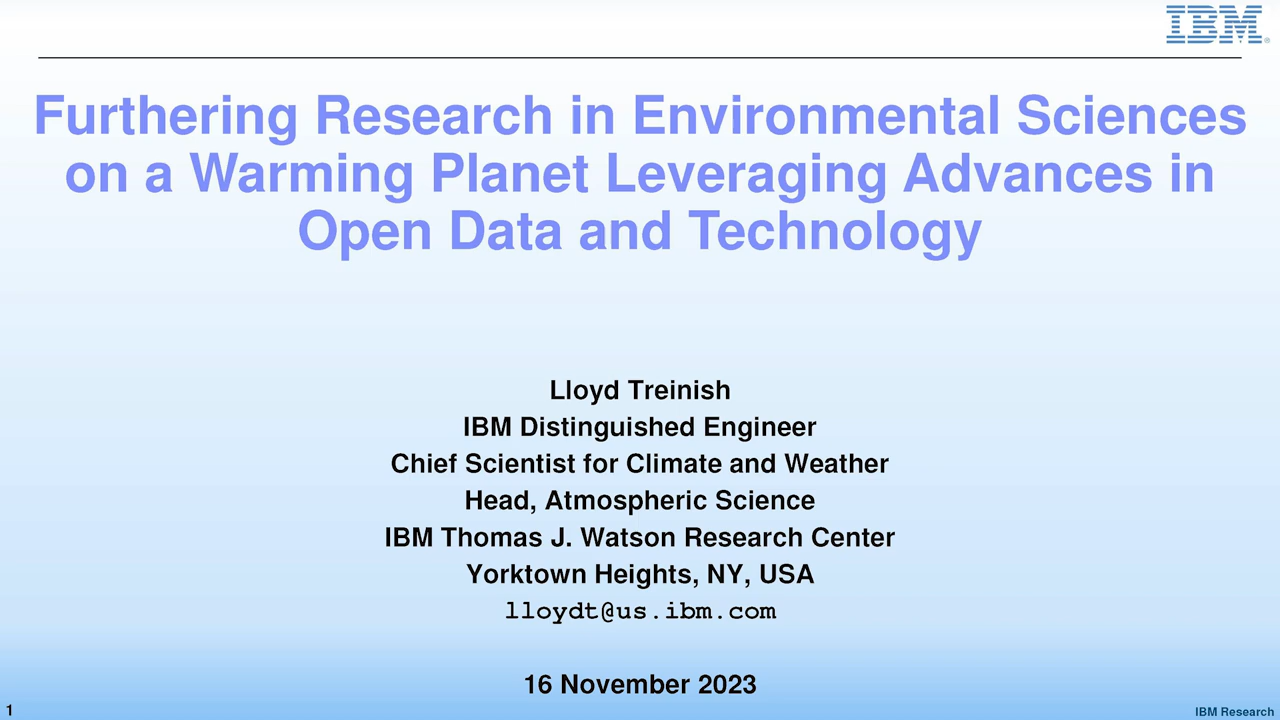 IBM®
Furthering Research in Environmental Sciences
on a Warming Planet Leveraging Advances in
Open Data and Technology
Lloyd Treinish
IBM Distinguished Engineer
Chief Scientist for Climate and Weather
Head, Atmospheric Science
IBM Thomas J. Watson Research Center
Yorktown Heights, NY, USA
lloydt@us.ibm.com
16 November 2023
1
IBM Research